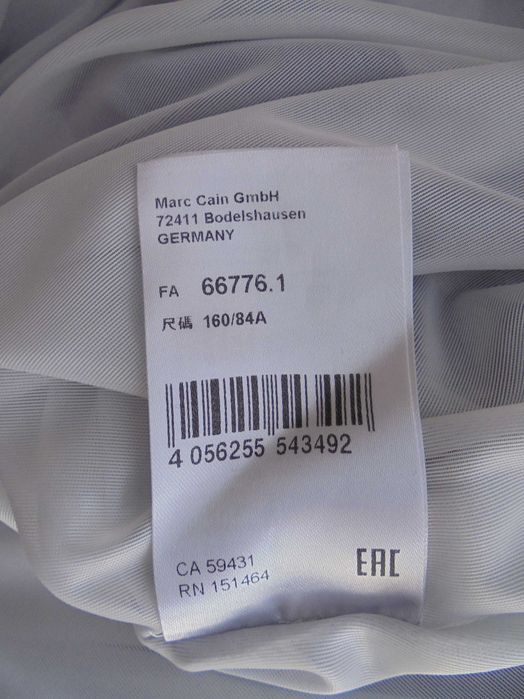 Marc Cain GmbH
72411 Bodelshausen
GERMANY
FA 66776.1
尺碼 160/84A
4 056255 543492
CA 59431
RN 151464
EAC